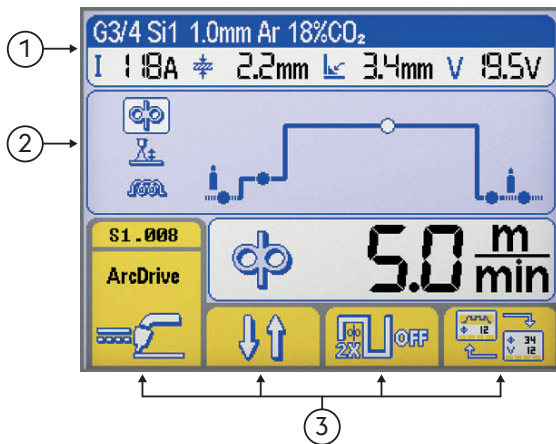 G3/4 Si1 1.0mm Ar 18%CO₂
I 118A 2.2mm 3.4mm V 19.5V
S1.008
ArcDrive
5.0 m/min
2X OFF
12
34
V 12
1
2
3